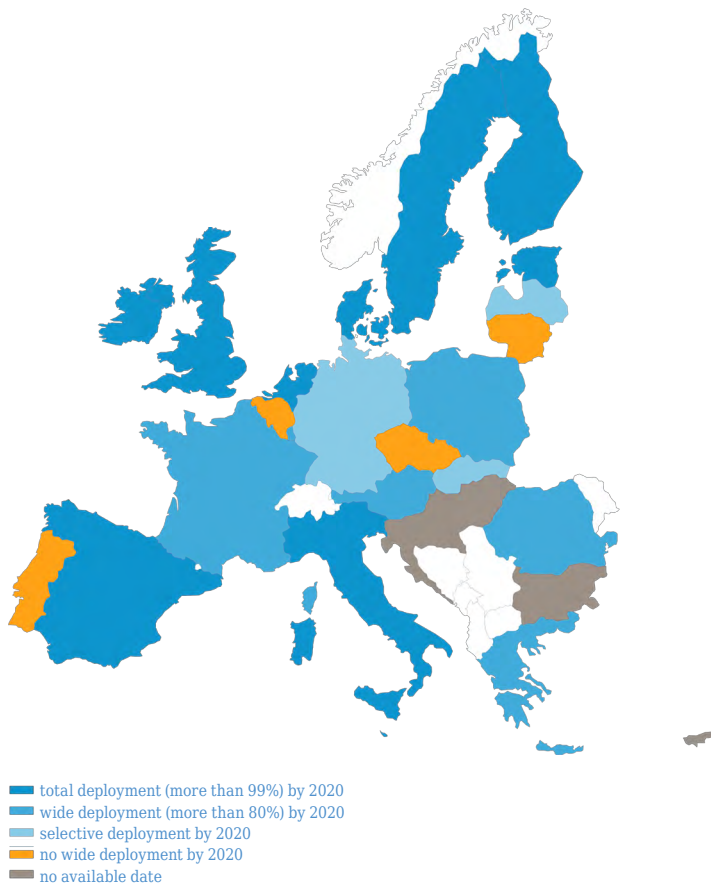 total deployment (more than 99%) by 2020
wide deployment (more than 80%) by 2020
selective deployment by 2020
no wide deployment by 2020
no available date